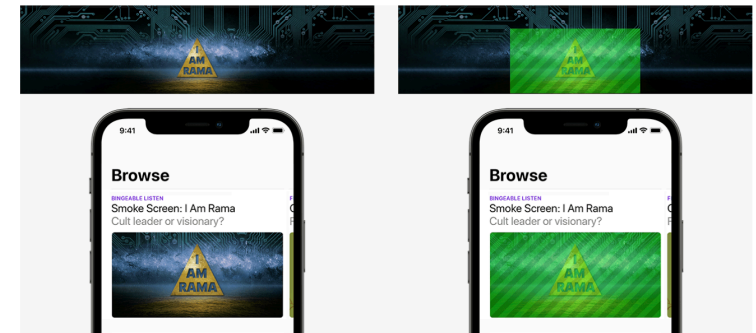 I
AM
RAMA
I
AM
RAMA
9:41
Browse
BINGEABLE LISTEN
Smoke Screen: I Am Rama
Cult leader or visionary?
I
AM
RAMA
9:41
Browse
BINGEABLE LISTEN
Smoke Screen: I Am Rama
Cult leader or visionary?
I
AM
RAMA